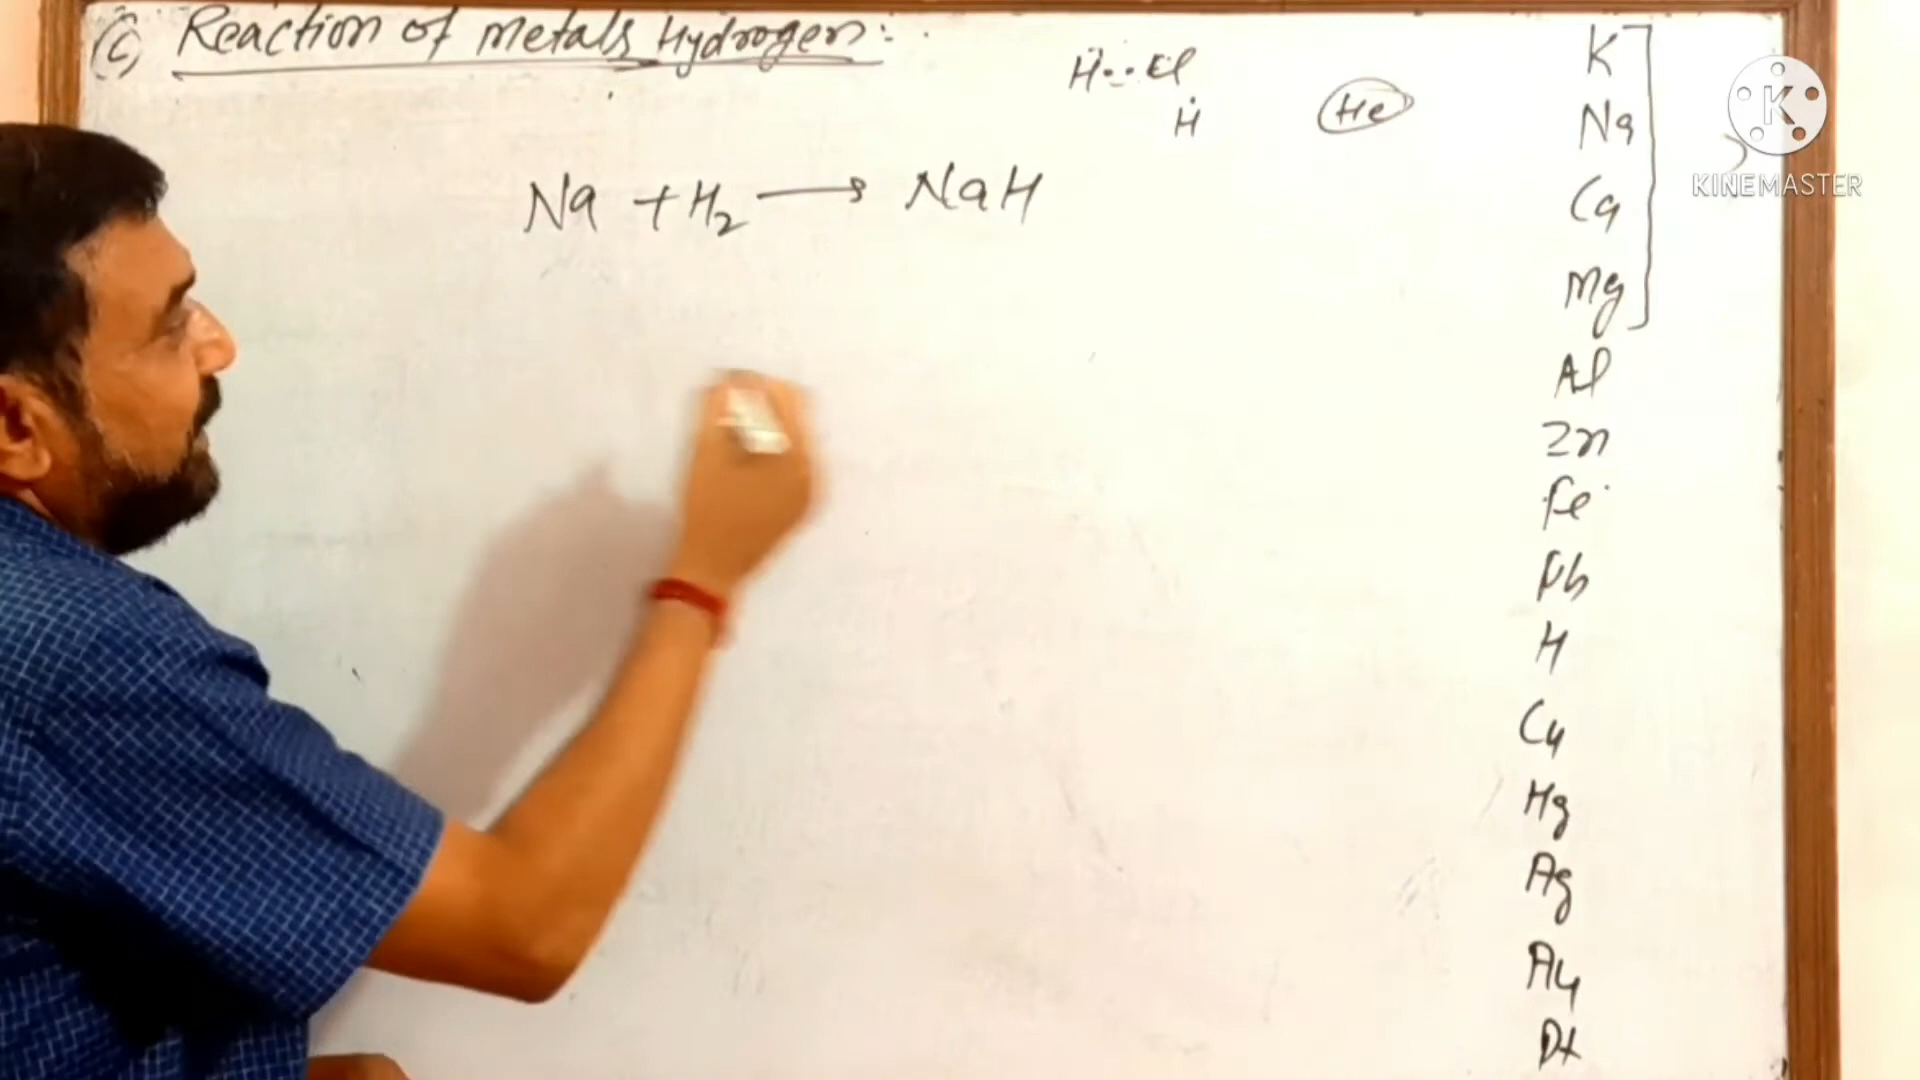 (c) Reaction of metals Hydrogen:
H Cl
H
He
Na + H₂ → NaH
K
Na
Ca
Mg
Al
Zn
Fe
Pb
H
Cu
Hg
Ag
Au
Pt
K
KINEMASTER